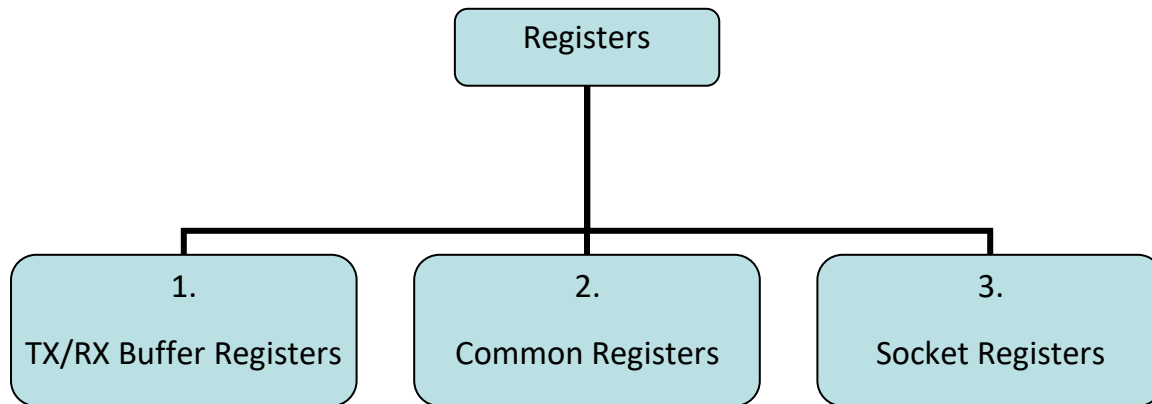 Registers
1.
TX/RX Buffer Registers
2.
Common Registers
3.
Socket Registers